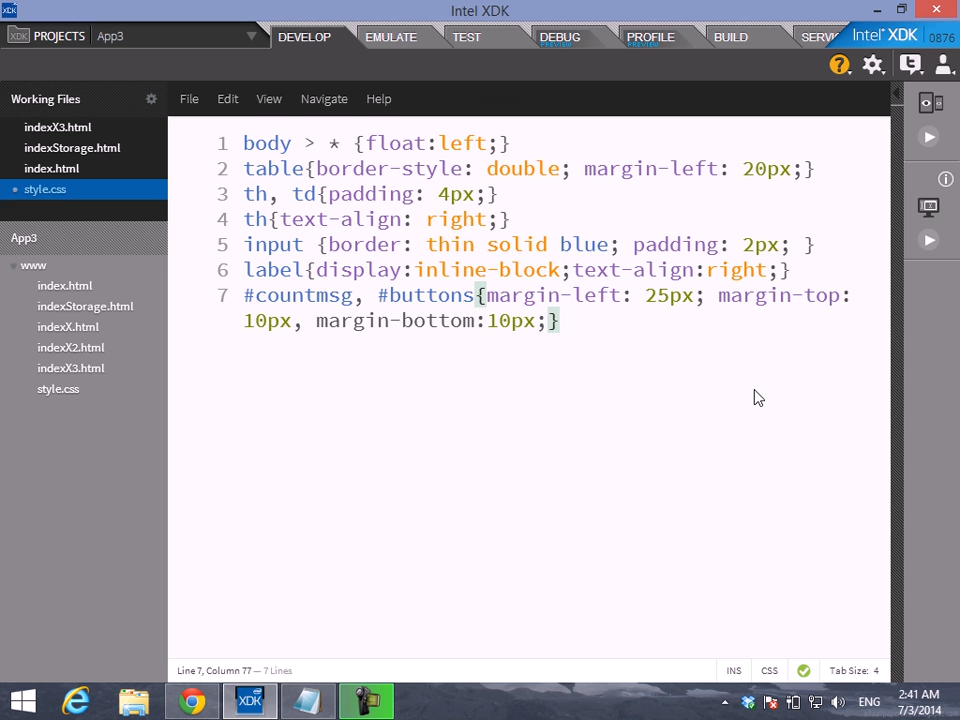 XDK
Intel XDK
XDK PROJECTS App3
DEVELOP EMULATE TEST DEBUG PREVIEW PROFILE PREVIEW BUILD Intel XDK 0876
?
Working Files
File Edit View Navigate Help
indexX3.html
indexStorage.html
index.html
style.css
App3
www
index.html
indexStorage.html
indexX.html
indexX2.html
indexX3.html
style.css
1 body > * {float:left;}
2 table{border-style: double; margin-left: 20px;}
3 th, td{padding: 4px;}
4 th{text-align: right;}
5 input {border: thin solid blue; padding: 2px; }
6 label{display:inline-block;text-align:right;}
7 #countmsg, #buttons{margin-left: 25px; margin-top:
10px, margin-bottom:10px;}
Line 7, Column 77 — 7 Lines
INS CSS Tab Size: 4
XDK
ENG
2:41 AM
7/3/2014